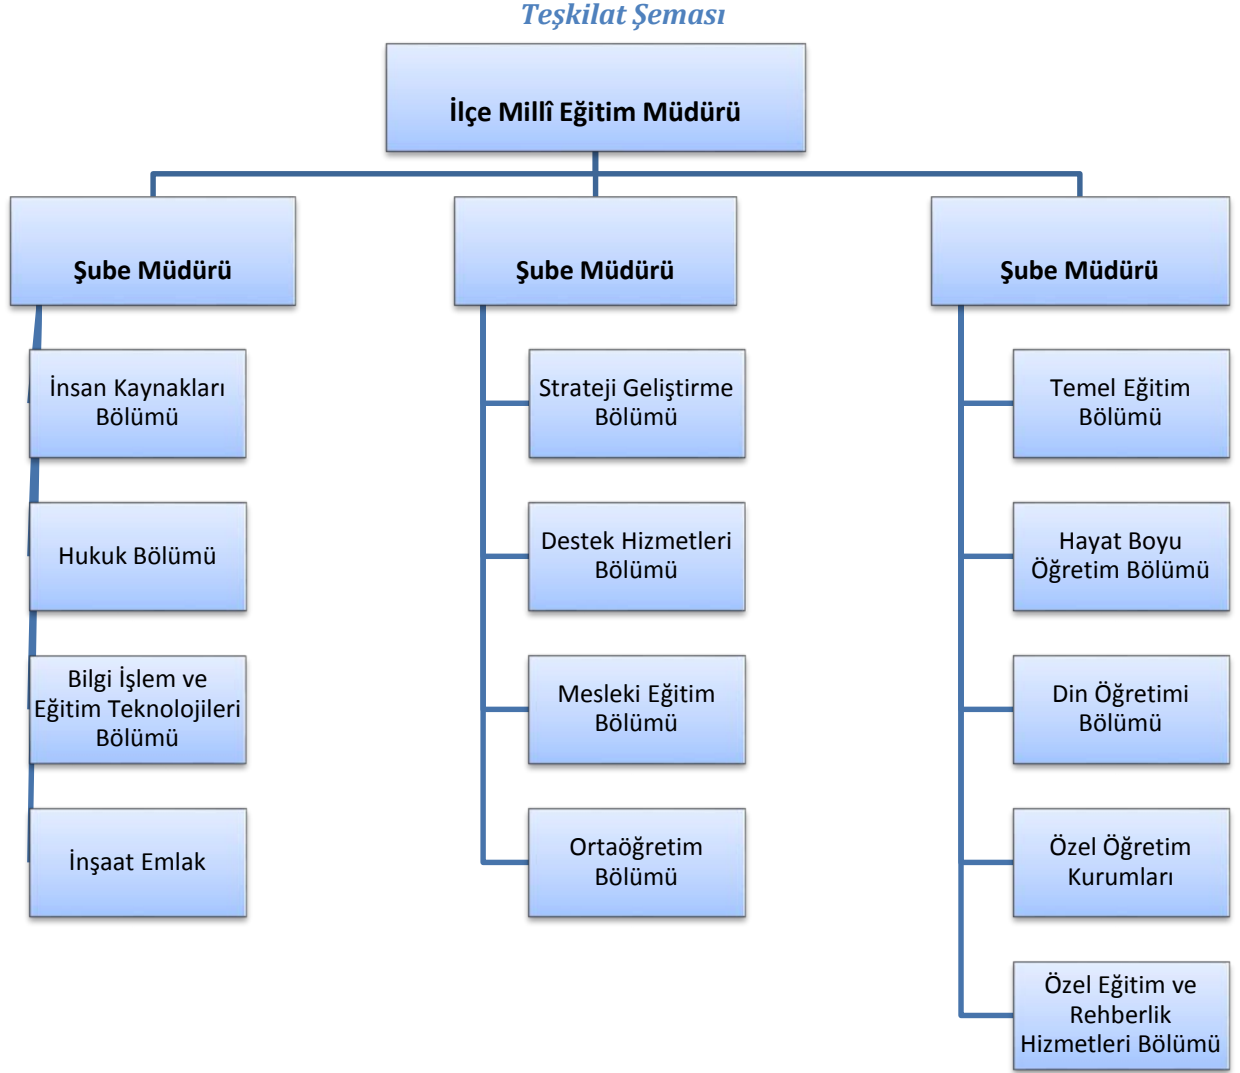 Teşkilat Şeması
İlçe Millî Eğitim Müdürü
Şube Müdürü
İnsan Kaynakları
Bölümü
Hukuk Bölümü
Bilgi İşlem ve
Eğitim Teknolojileri
Bölümü
İnşaat Emlak
Şube Müdürü
Strateji Geliştirme
Bölümü
Destek Hizmetleri
Bölümü
Mesleki Eğitim
Bölümü
Ortaöğretim
Bölümü
Şube Müdürü
Temel Eğitim
Bölümü
Hayat Boyu
Öğretim Bölümü
Din Öğretimi
Bölümü
Özel Öğretim
Kurumları
Özel Eğitim ve
Rehberlik
Hizmetleri Bölümü